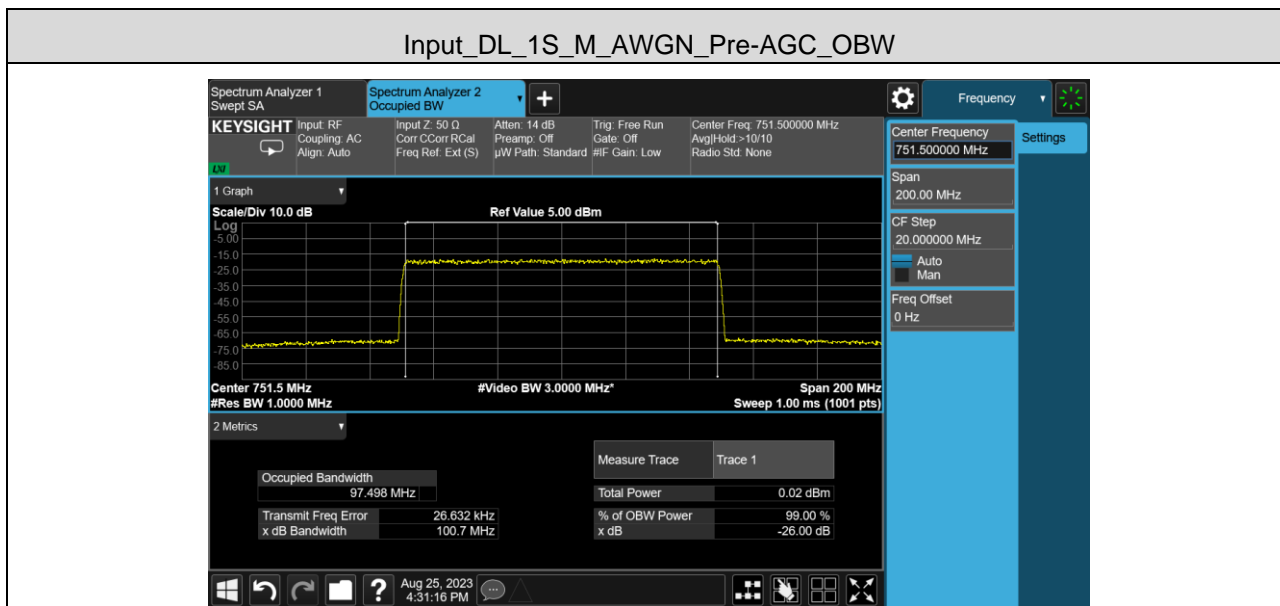 Input_DL_1S_M_AWGN_Pre-AGC_OBW
Spectrum Analyzer 1
Swept SA
Spectrum Analyzer 2
Occupied BW
Frequency
KEYSIGHT
Input: RF
Coupling: AC
Align: Auto
Input Z: 50 Ω
Corr CCorr RCal
Freq Ref: Ext (S)
Atten: 14 dB
Preamp: Off
µW Path: Standard
Trig: Free Run
Gate: Off
#IF Gain: Low
Center Freq: 751.500000 MHz
Avg|Hold:>10/10
Radio Std: None
LXI
1 Graph
Scale/Div 10.0 dB
Ref Value 5.00 dBm
Log
-5.00
-15.0
-25.0
-35.0
-45.0
-55.0
-65.0
-75.0
-85.0
Center 751.5 MHz
#Video BW 3.0000 MHz*
Span 200 MHz
#Res BW 1.0000 MHz
Sweep 1.00 ms (1001 pts)
2 Metrics
Measure Trace
Trace 1
Occupied Bandwidth
97.498 MHz
Total Power
0.02 dBm
Transmit Freq Error
26.632 kHz
% of OBW Power
99.00 %
x dB Bandwidth
100.7 MHz
x dB
-26.00 dB
Center Frequency
751.500000 MHz
Settings
Span
200.00 MHz
CF Step
20.000000 MHz
Auto
Man
Freq Offset
0 Hz
?
Aug 25, 2023
4:31:16 PM